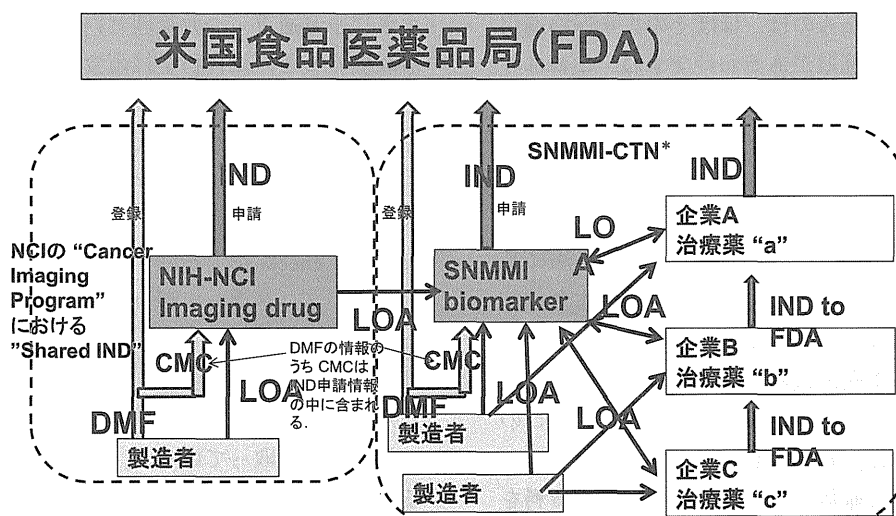 米国食品医薬品局(FDA)
SNMMI-CTN*
IND
IND
IND
登録
申請
登録
申請
NCIの “Cancer
Imaging
Program”
における
”Shared IND”
NIH-NCI
Imaging drug
SNMMI
biomarker
LO
A
企業A
治療薬 “a”
LOA
LOA
IND to
FDA
CMC
DMFの情報の
うち CMCは
IND申請情報
の中に含まれ
る.
CMC
企業B
治療薬 “b”
DMF
LOA
DMF
LOA
LOA
製造者
製造者
IND to
FDA
製造者
企業C
治療薬 “c”